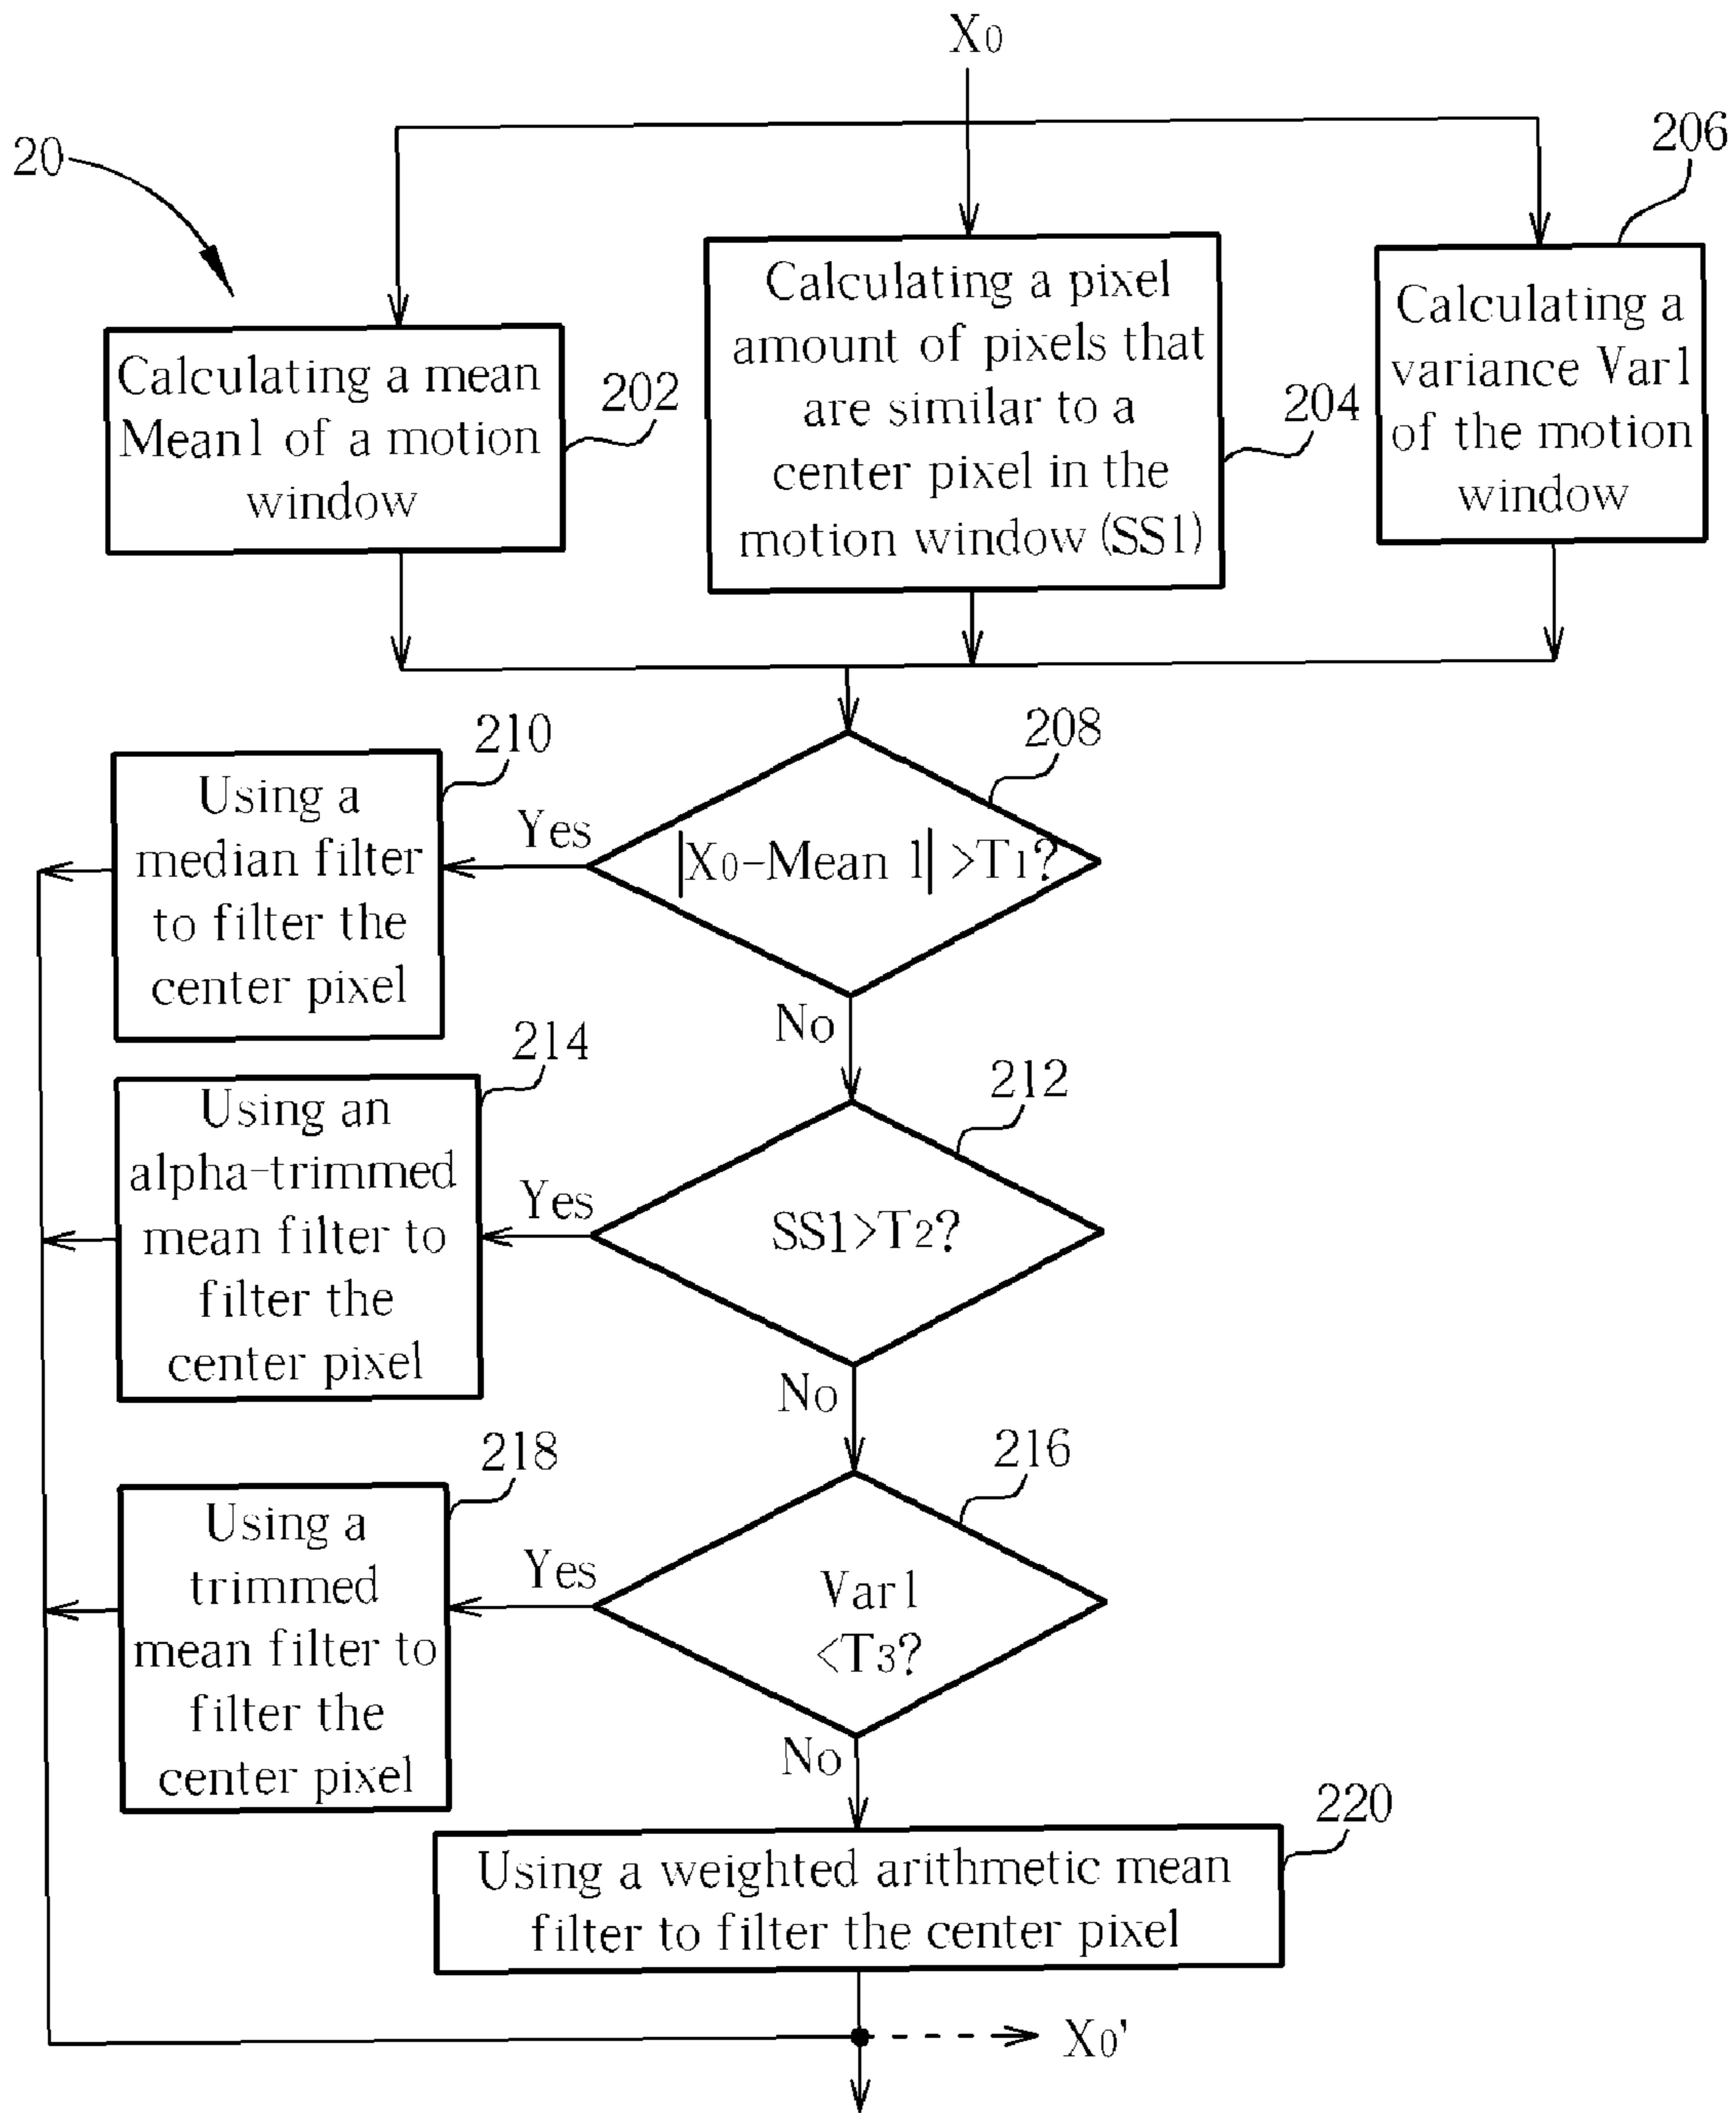 X0
20
206
Calculating a mean
Mean1 of a motion
window
202
Calculating a pixel
amount of pixels that
are similar to a
center pixel in the
motion window (SS1)
204
Calculating a
variance Var1
of the motion
window
208
|X0-Mean 1| >T1?
Yes
210
Using a
median filter
to filter the
center pixel
No
212
SS1>T2?
Yes
214
Using an
alpha-trimmed
mean filter to
filter the
center pixel
No
216
Var1
<T3?
Yes
218
Using a
trimmed
mean filter to
filter the
center pixel
No
220
Using a weighted arithmetic mean
filter to filter the center pixel
X0'